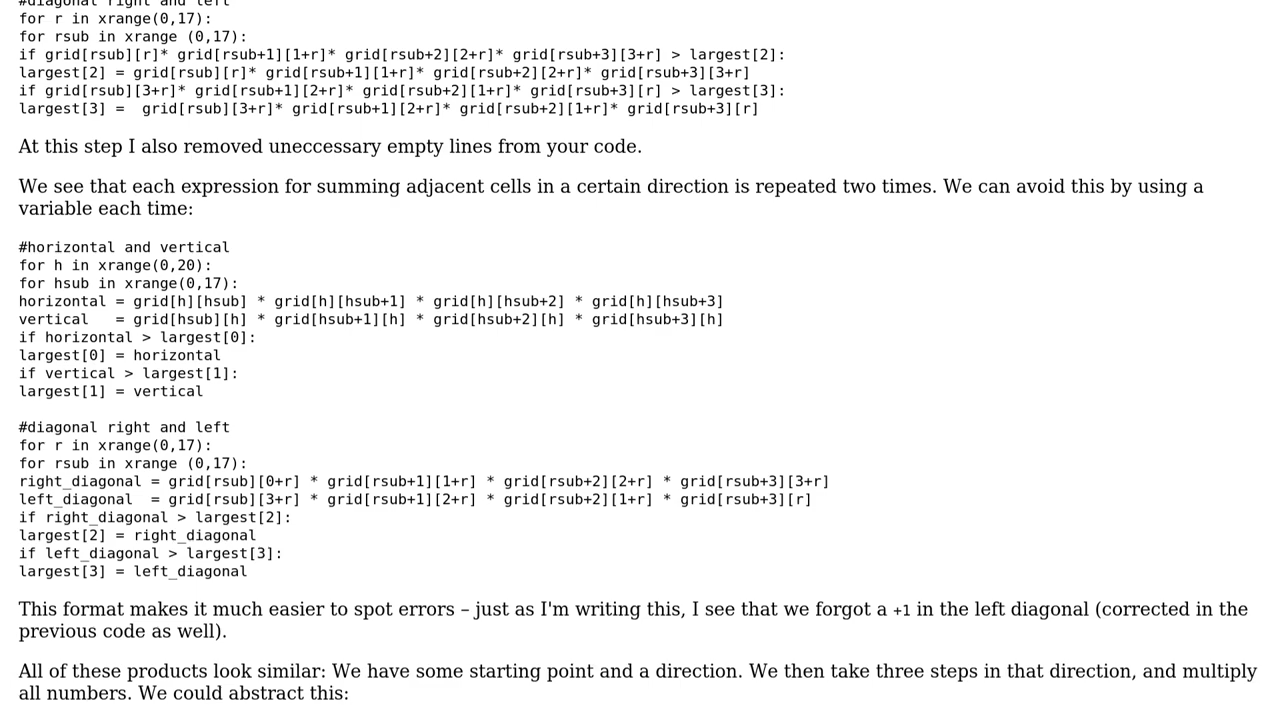 #diagonal right and left
for r in xrange(0,17):
for rsub in xrange (0,17):
if grid[rsub][r]* grid[rsub+1][1+r]* grid[rsub+2][2+r]* grid[rsub+3][3+r] > largest[2]:
largest[2] = grid[rsub][r]* grid[rsub+1][1+r]* grid[rsub+2][2+r]* grid[rsub+3][3+r]
if grid[rsub][3+r]* grid[rsub+1][2+r]* grid[rsub+2][1+r]* grid[rsub+3][r] > largest[3]:
largest[3] =  grid[rsub][3+r]* grid[rsub+1][2+r]* grid[rsub+2][1+r]* grid[rsub+3][r]
At this step I also removed uneccessary empty lines from your code.
We see that each expression for summing adjacent cells in a certain direction is repeated two times. We can avoid this by using a
variable each time:
#horizontal and vertical
for h in xrange(0,20):
for hsub in xrange(0,17):
horizontal = grid[h][hsub] * grid[h][hsub+1] * grid[h][hsub+2] * grid[h][hsub+3]
vertical   = grid[hsub][h] * grid[hsub+1][h] * grid[hsub+2][h] * grid[hsub+3][h]
if horizontal > largest[0]:
largest[0] = horizontal
if vertical > largest[1]:
largest[1] = vertical
#diagonal right and left
for r in xrange(0,17):
for rsub in xrange (0,17):
right_diagonal = grid[rsub][0+r] * grid[rsub+1][1+r] * grid[rsub+2][2+r] * grid[rsub+3][3+r]
left_diagonal  = grid[rsub][3+r] * grid[rsub+1][2+r] * grid[rsub+2][1+r] * grid[rsub+3][r]
if right_diagonal > largest[2]:
largest[2] = right_diagonal
if left_diagonal > largest[3]:
largest[3] = left_diagonal
This format makes it much easier to spot errors – just as I'm writing this, I see that we forgot a +1 in the left diagonal (corrected in the
previous code as well).
All of these products look similar: We have some starting point and a direction. We then take three steps in that direction, and multiply
all numbers. We could abstract this: